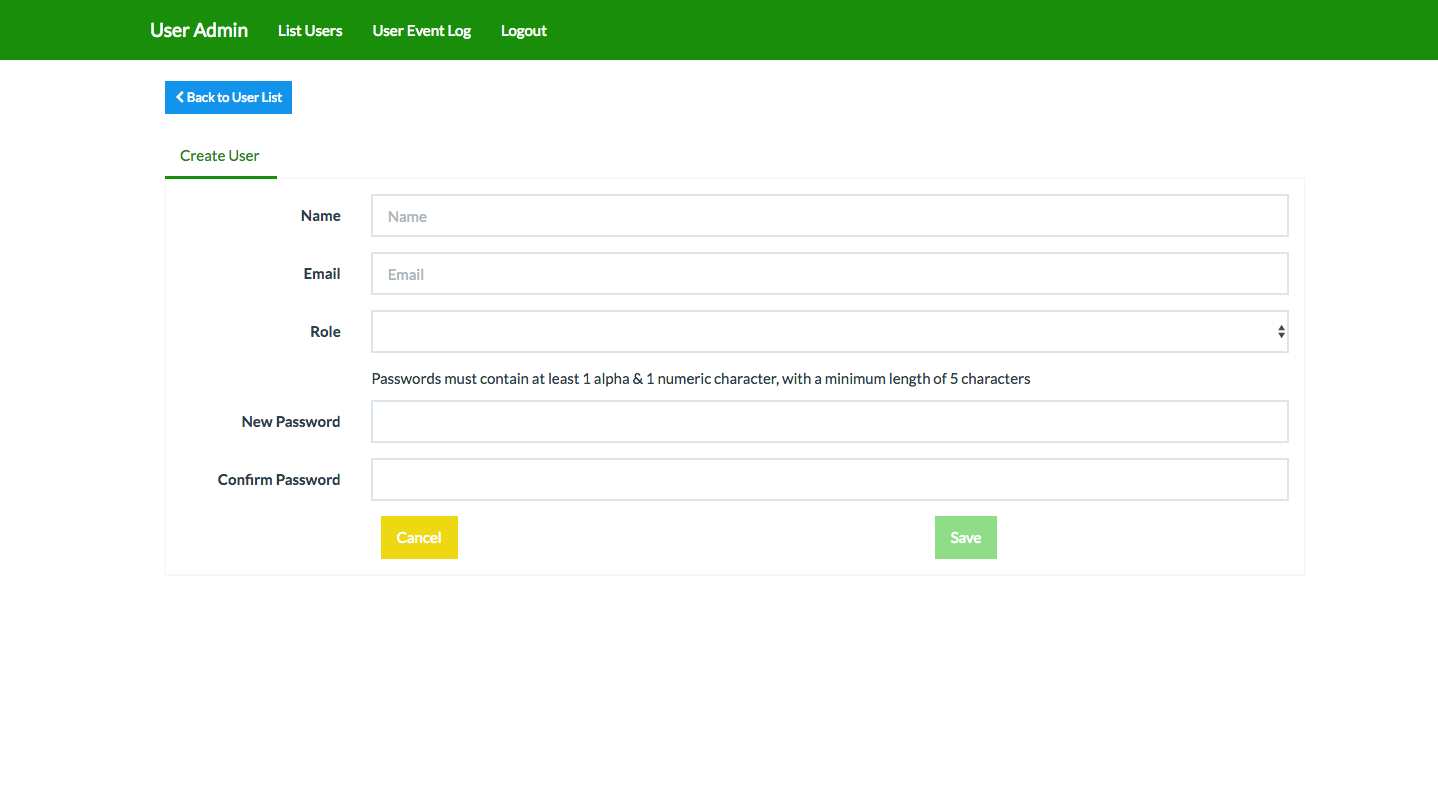 User Admin List Users User Event Log Logout
Back to User List
Create User
Name Name
Email Email
Role
Passwords must contain at least 1 alpha & 1 numeric character, with a minimum length of 5 characters
New Password
Confirm Password
Cancel Save